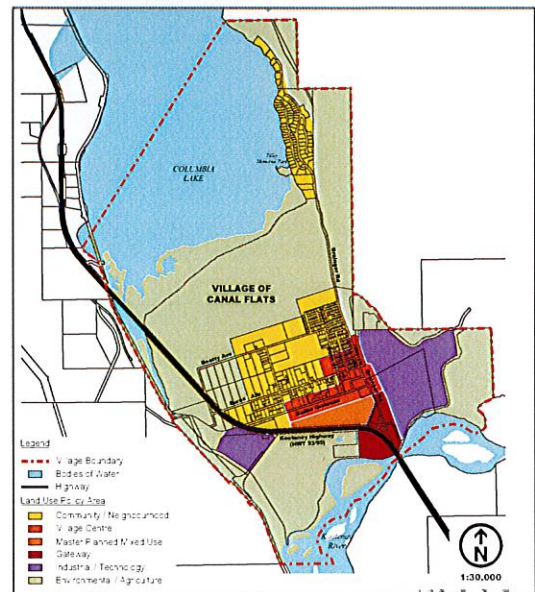 COLUMBIA
LAKE
VILLAGE OF
CANAL FLATS
Beatty Ave
Kootenay Highway
(HWY 93/95)
Legend
Village Boundary
Bodies of Water
Highway
Land Use Policy Area
Community / Neighbourhood
Village Centre
Master Planned Mixed Use
Gateway
Industrial / Technology
Environmental / Agriculture
N
1:30,000